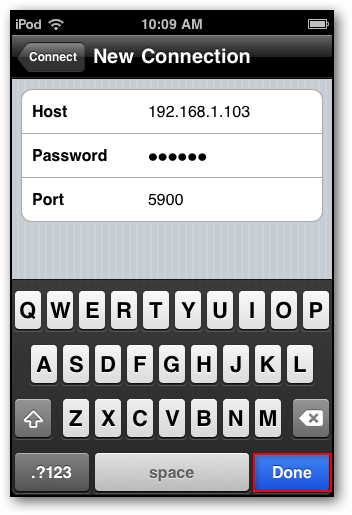 iPod 10:09 AM
Connect New Connection
Host 192.168.1.103
Password ••••••
Port 5900
Q W E R T Y U I O P
A S D F G H J K L
Z X C V B N M
.?123 space Done